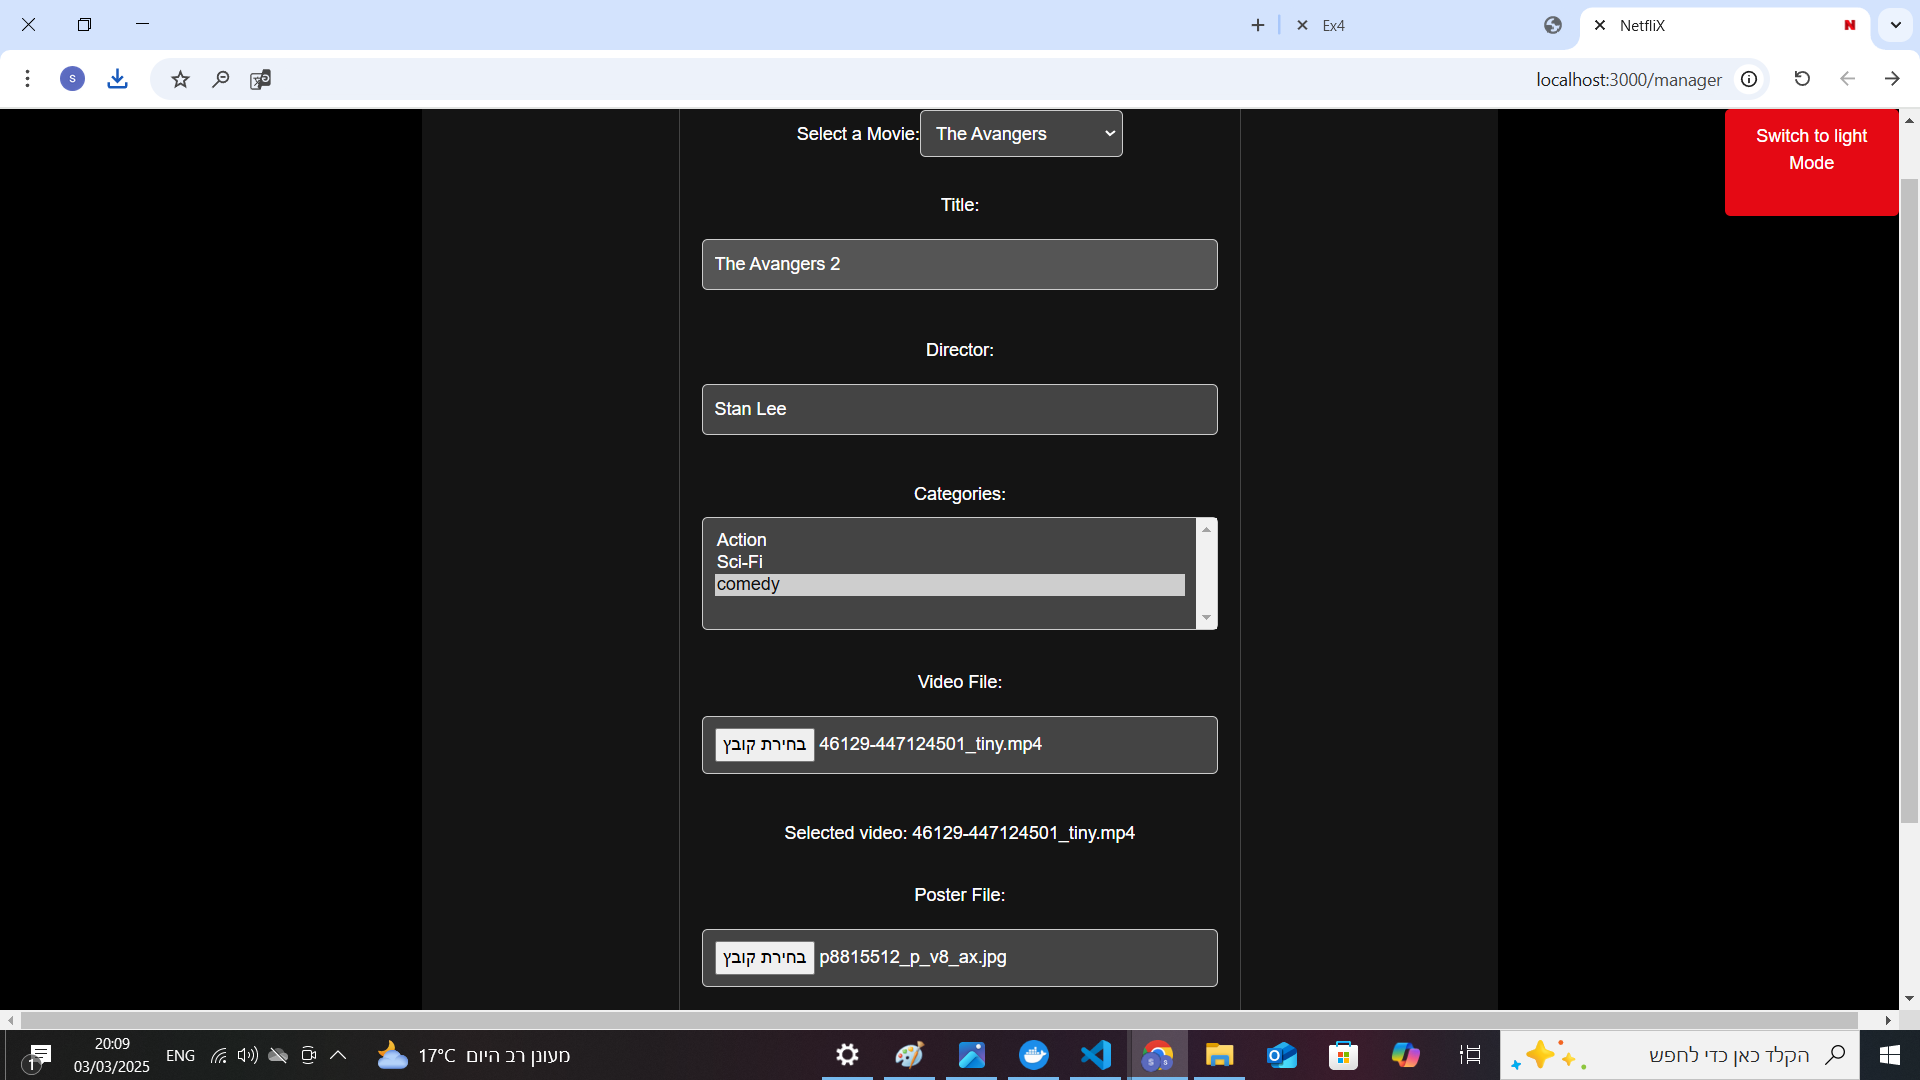 Ex4
NetfliX
N
S
localhost:3000/manager
Switch to light
Mode
Select a Movie:
The Avangers
Title:
The Avangers 2
Director:
Stan Lee
Categories:
Action
Sci-Fi
comedy
Video File:
בחירת קובץ 46129-447124501_tiny.mp4
Selected video: 46129-447124501_tiny.mp4
Poster File:
בחירת קובץ p8815512_p_v8_ax.jpg
1
20:09
03/03/2025
ENG
17°C מעונן רב היום
הקלד כאן כדי לחפש